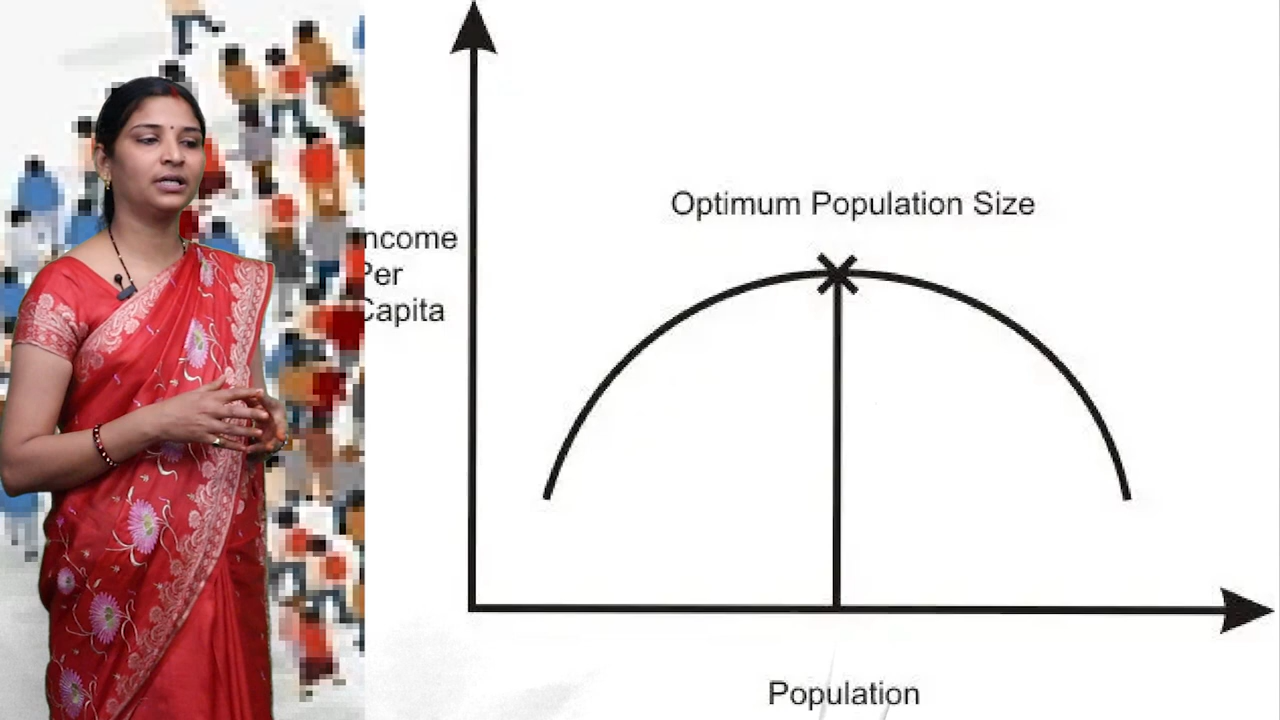 Optimum Population Size
ncome
Per
Capita
Population